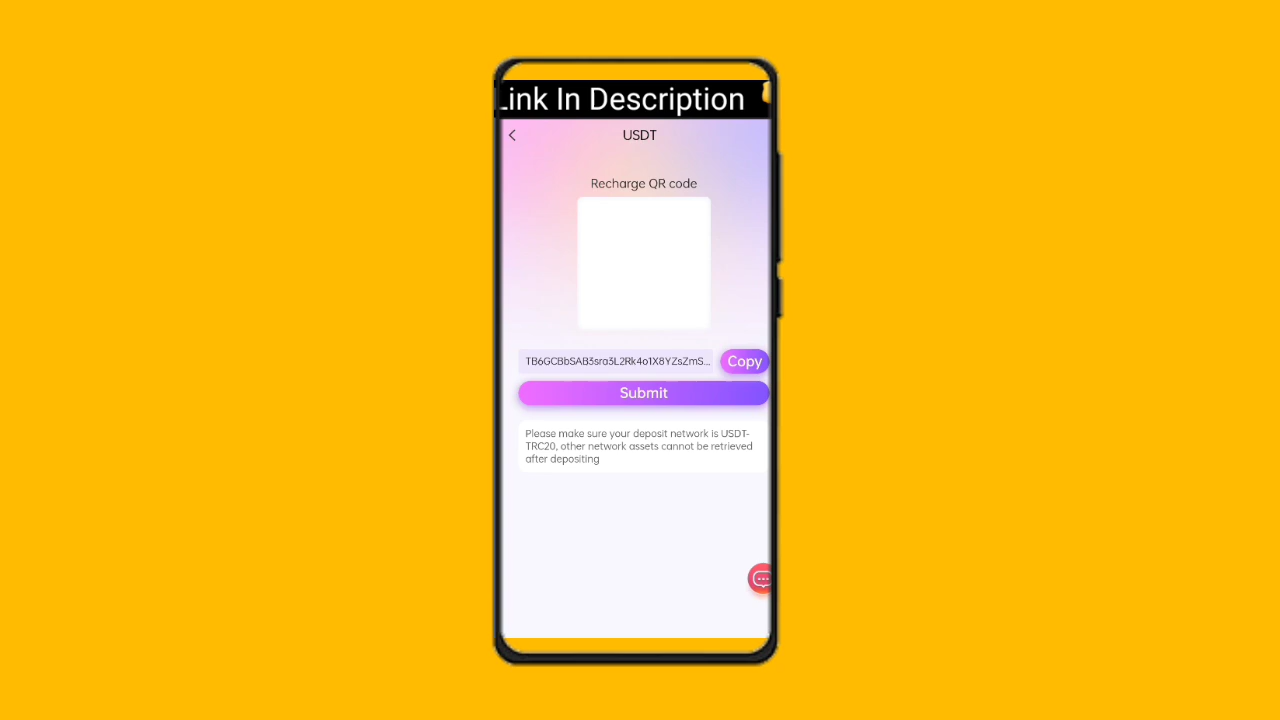 Link In Description
USDT
Recharge QR code
TB6GCBbSAB3sra3L2Rk4o1X8YZsZmS...
Copy
Submit
Please make sure your deposit network is USDT-
TRC20, other network assets cannot be retrieved
after depositing